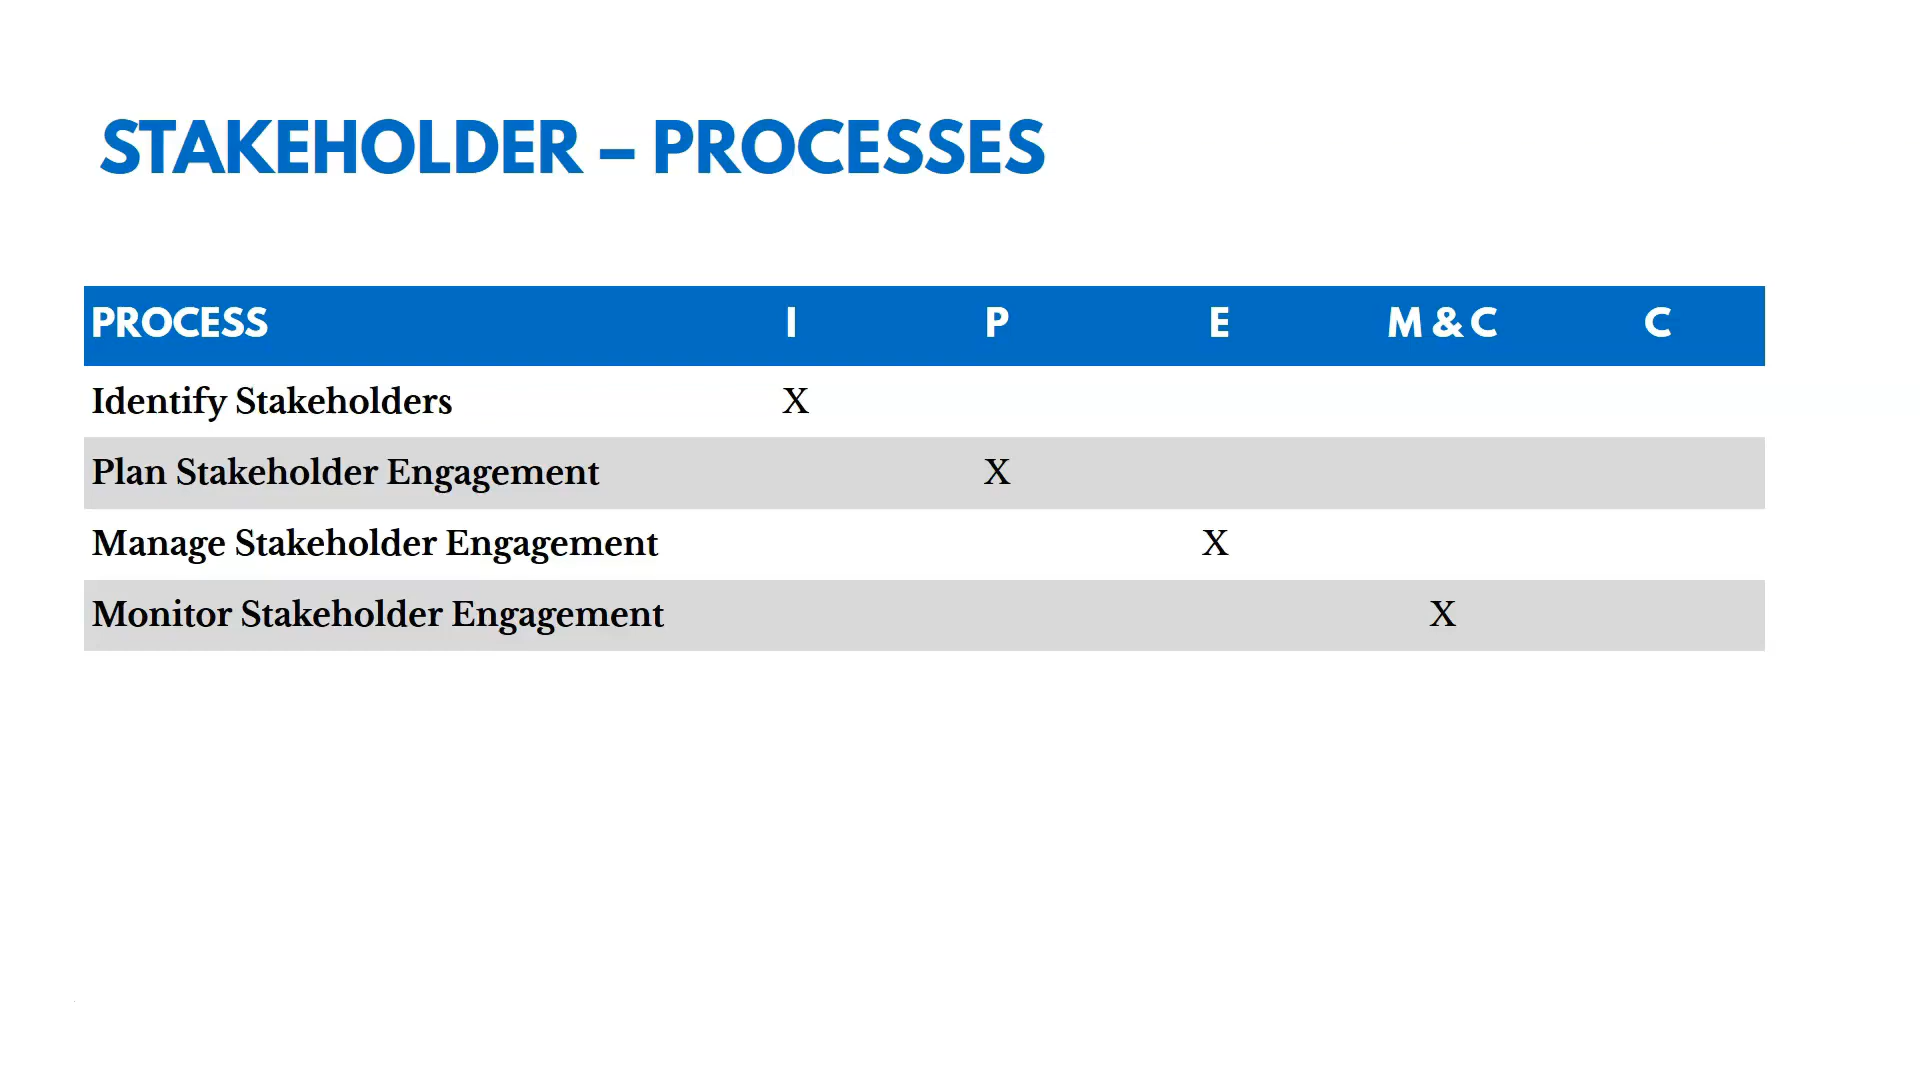 STAKEHOLDER – PROCESSES
PROCESS I P E M & C C
Identify Stakeholders X
Plan Stakeholder Engagement X
Manage Stakeholder Engagement X
Monitor Stakeholder Engagement X